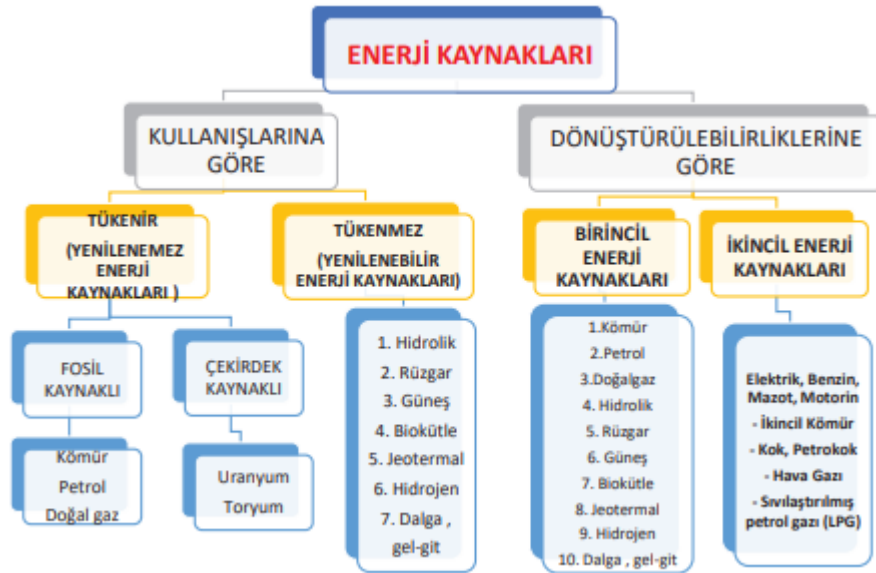 ENERJİ KAYNAKLARI
KULLANIŞLARINA
GÖRE
TÜKENİR
(YENİLENEMEZ
ENERJİ
KAYNAKLARI )
FOSİL
KAYNAKLI
Kömür
Petrol
Doğal gaz
ÇEKİRDEK
KAYNAKLI
Uranyum
Toryum
TÜKENMEZ
(YENİLENEBİLİR
ENERJİ KAYNAKLARI)
1. Hidrolik
2. Rüzgar
3. Güneş
4. Biokütle
5. Jeotermal
6. Hidrojen
7. Dalga ,
gel-git
DÖNÜŞTÜRÜLEBİLİRLİKLERİNE
GÖRE
BİRİNCİL
ENERJİ
KAYNAKLARI
1.Kömür
2.Petrol
3.Doğalgaz
4. Hidrolik
5. Rüzgar
6. Güneş
7. Biokütle
8. Jeotermal
9. Hidrojen
10. Dalga , gel-git
İKİNCİL ENERJİ
KAYNAKLARI
Elektrik, Benzin,
Mazot, Motorin
- İkincil Kömür
- Kok, Petrokok
- Hava Gazı
- Sıvılaştırılmış
petrol gazı (LPG)